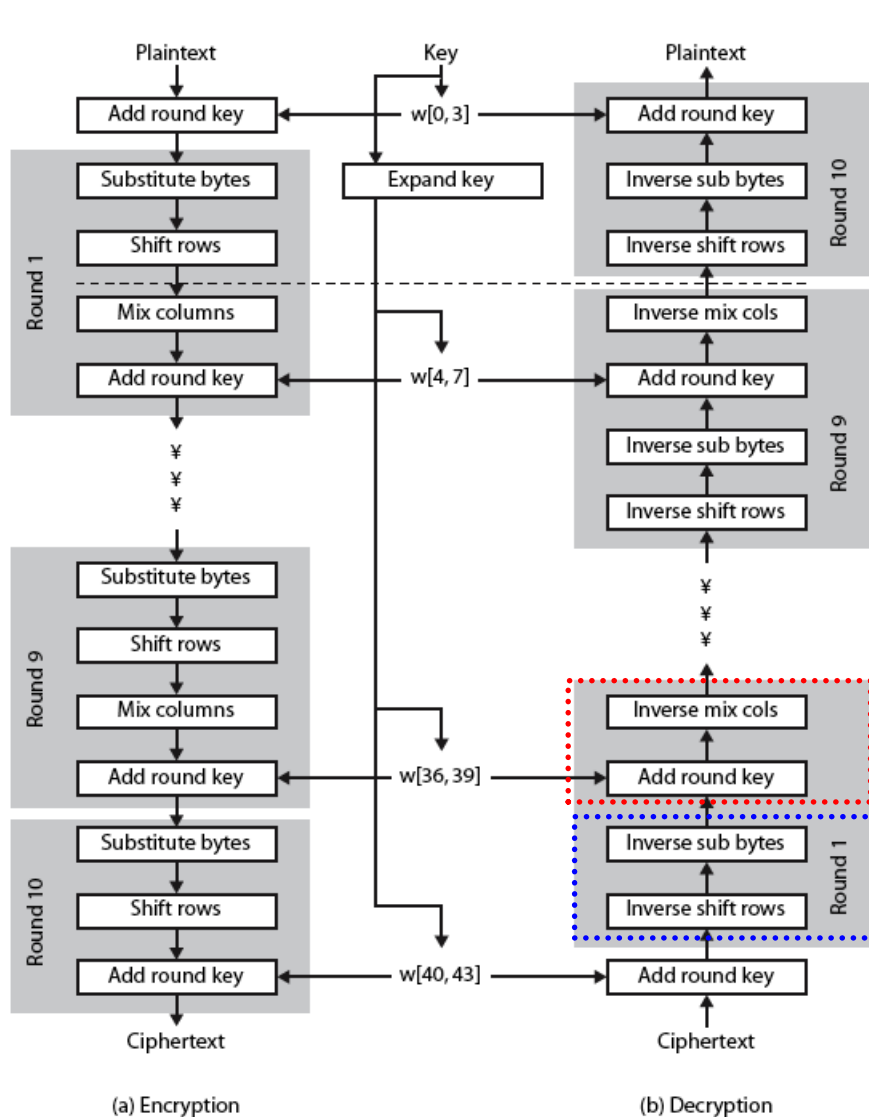 Plaintext
Add round key
Round 1
Substitute bytes
Shift rows
Mix columns
Add round key
¥
¥
¥
Round 9
Substitute bytes
Shift rows
Mix columns
Add round key
Round 10
Substitute bytes
Shift rows
Add round key
Ciphertext
(a) Encryption
Key
w[0, 3]
Expand key
w[4, 7]
w[36, 39]
w[40, 43]
Plaintext
Add round key
Inverse sub bytes
Inverse shift rows
Round 10
Inverse mix cols
Add round key
Inverse sub bytes
Inverse shift rows
Round 9
¥
¥
¥
Inverse mix cols
Add round key
Inverse sub bytes
Inverse shift rows
Round 1
Add round key
Ciphertext
(b) Decryption